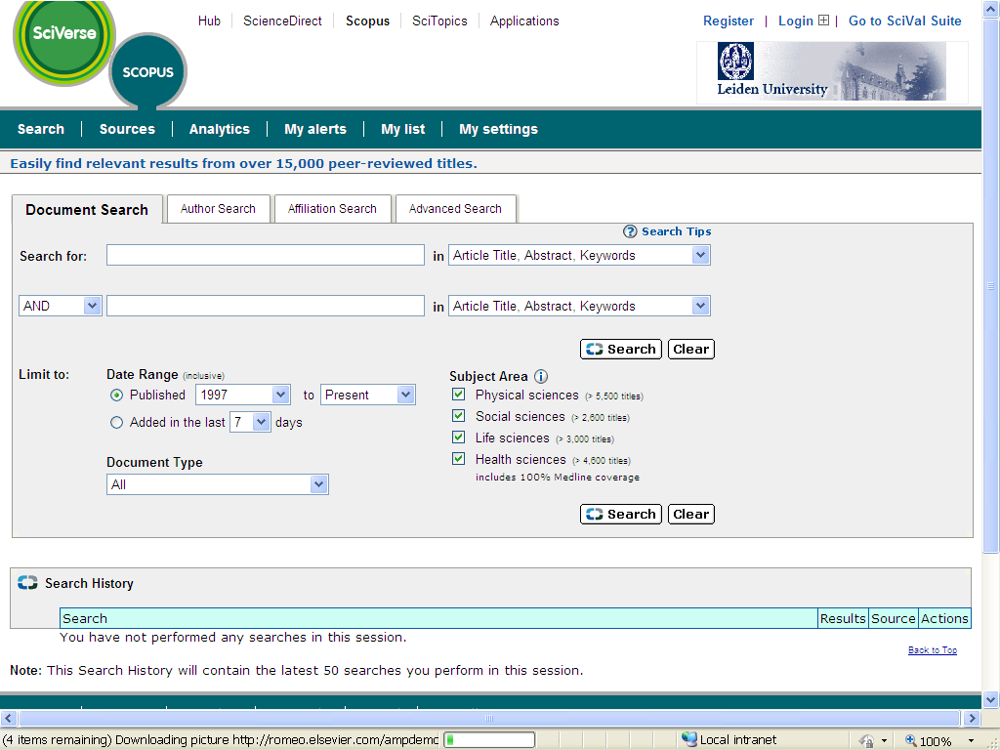 SciVerse
SCOPUS
Hub ScienceDirect Scopus SciTopics Applications
Register | Login | Go to SciVal Suite
Leiden University
Search Sources Analytics My alerts My list My settings
Easily find relevant results from over 15,000 peer-reviewed titles.
Document Search Author Search Affiliation Search Advanced Search
? Search Tips
Search for: in Article Title, Abstract, Keywords
AND in Article Title, Abstract, Keywords
Search Clear
Limit to: Date Range (inclusive) Subject Area i
Published 1997 to Present Physical sciences (> 5,500 titles)
Social sciences (> 2,600 titles)
Added in the last 7 days
Life sciences (> 3,000 titles)
Document Type Health sciences (> 4,600 titles)
includes 100% Medline coverage
All
Search Clear
Search History
Search Results Source Actions
You have not performed any searches in this session.
Back to Top
Note: This Search History will contain the latest 50 searches you perform in this session.
(4 items remaining) Downloading picture http://romeo.elsevier.com/ampdemo Local intranet 100%